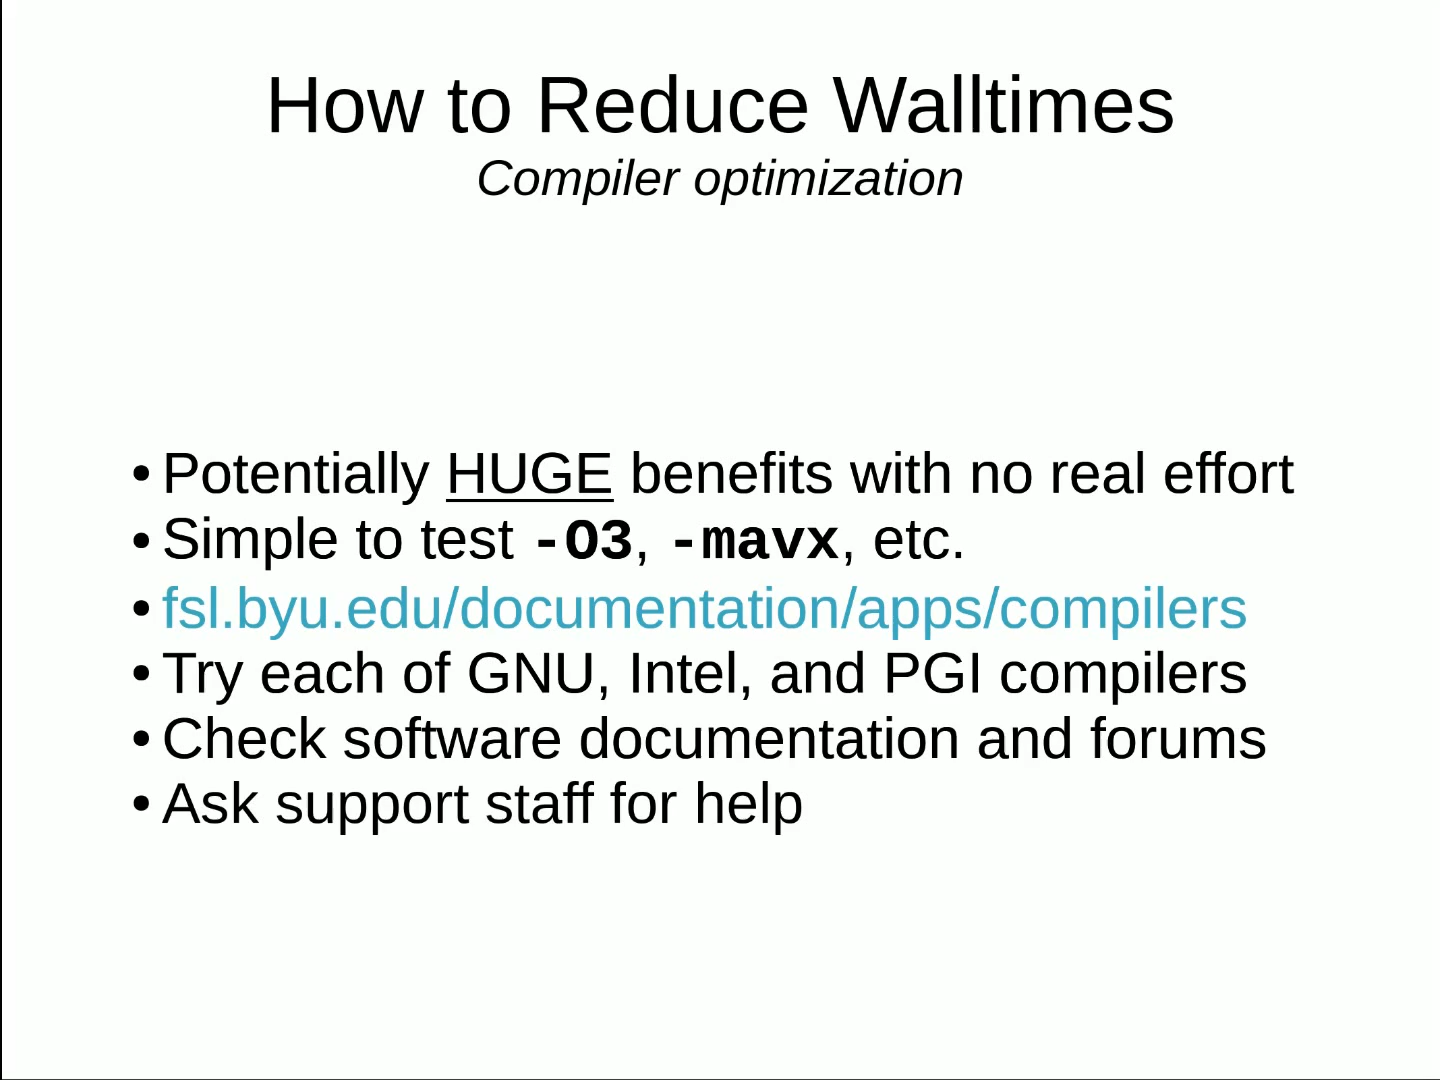 How to Reduce Walltimes
Compiler optimization
• Potentially HUGE benefits with no real effort
• Simple to test -O3, -mavx, etc.
• fsl.byu.edu/documentation/apps/compilers
• Try each of GNU, Intel, and PGI compilers
• Check software documentation and forums
• Ask support staff for help